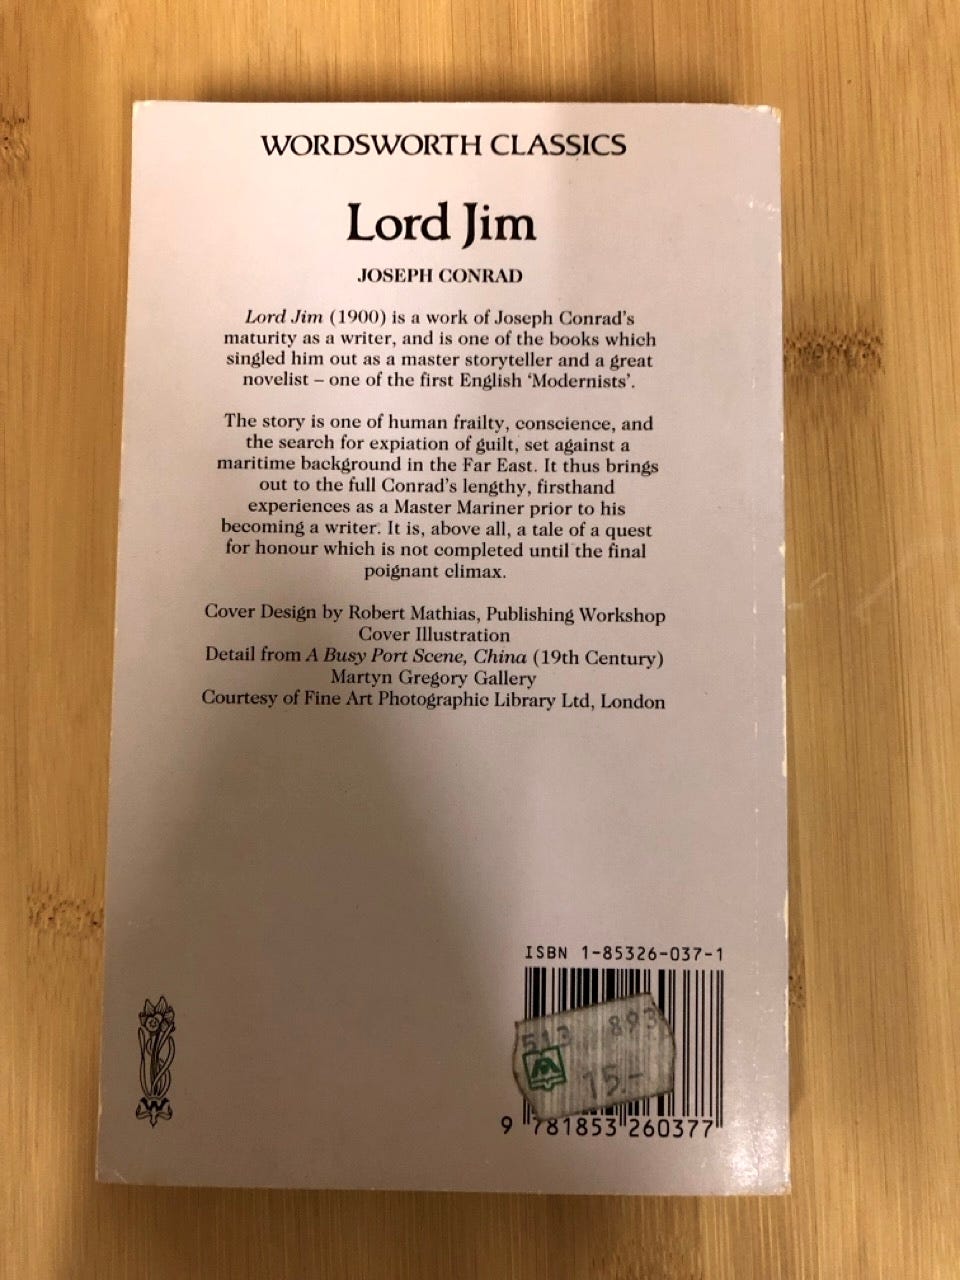 WORDSWORTH CLASSICS
Lord Jim
JOSEPH CONRAD
Lord Jim (1900) is a work of Joseph Conrad's
maturity as a writer, and is one of the books which
singled him out as a master storyteller and a great
novelist – one of the first English 'Modernists'.
The story is one of human frailty, conscience, and
the search for expiation of guilt, set against a
maritime background in the Far East. It thus brings
out to the full Conrad's lengthy, firsthand
experiences as a Master Mariner prior to his
becoming a writer. It is, above all, a tale of a quest
for honour which is not completed until the final
poignant climax.
Cover Design by Robert Mathias, Publishing Workshop
Cover Illustration
Detail from A Busy Port Scene, China (19th Century)
Martyn Gregory Gallery
Courtesy of Fine Art Photographic Library Ltd, London
ISBN 1-85326-037-1
513 893
15.-
W
9 781853 260377